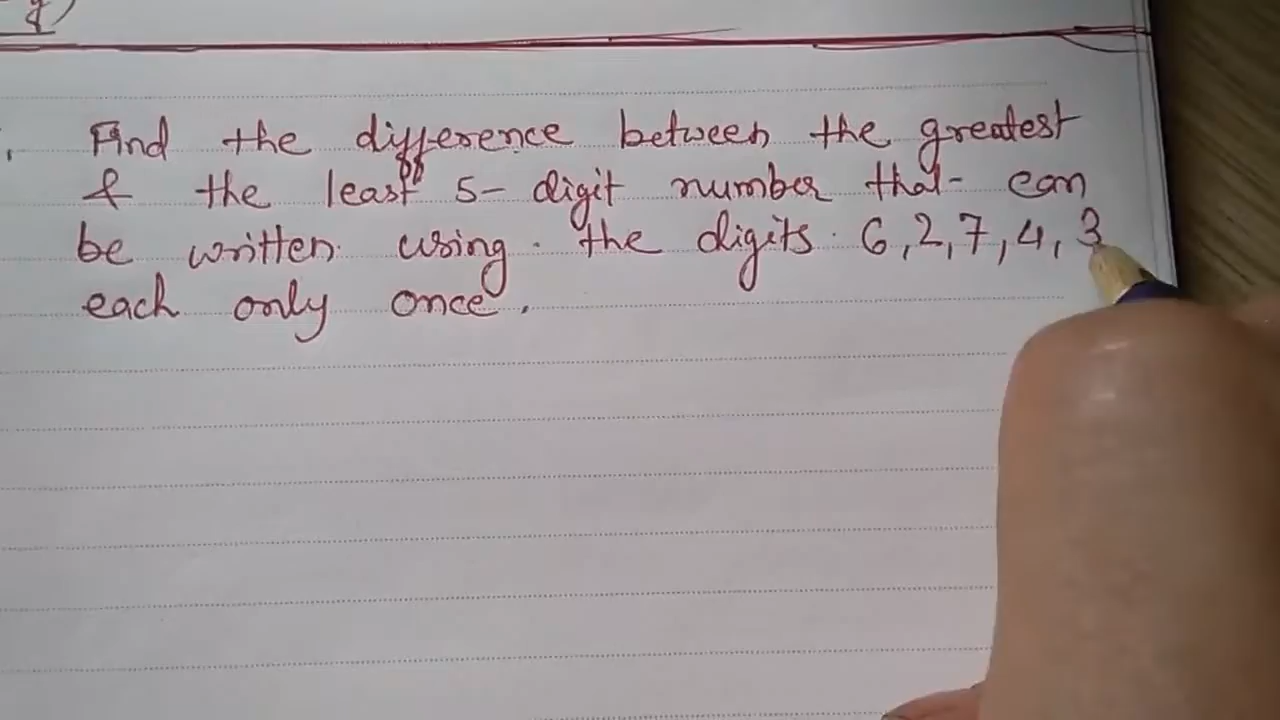 Find the difference between the greatest
& the least 5- digit number that can
be written using the digits 6,2,7,4,3
each only once.